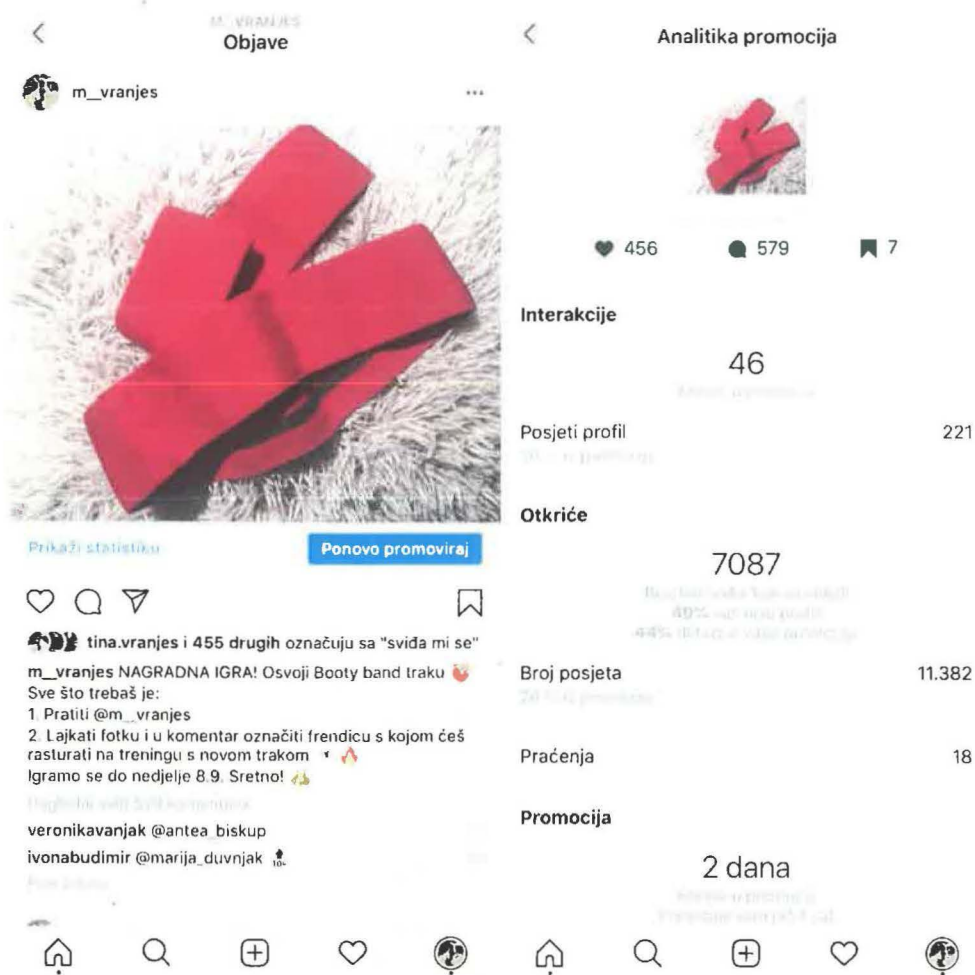 M_VRANJES
Objave
m__vranjes
Prikaži statistiku
Ponovo promoviraj
tina.vranjes i 455 drugih označuju sa "sviđa mi se"
m__vranjes NAGRADNA IGRA! Osvoji Booty band traku
Sve što trebaš je:
1. Pratiti @m__vranjes
2. Lajkati fotku i u komentar označiti frendicu s kojom ćeš
rasturati na treningu s novom trakom
Igramo se do nedjelje 8.9. Sretno!
veronikavanjak @antea_biskup
ivonabudimir @marija_duvnjak
Analitika promocija
456 579 7
Interakcije
46
Posjeti profil 221
Otkriće
7087
Broj posjeta 11.382
Praćenja 18
Promocija
2 dana